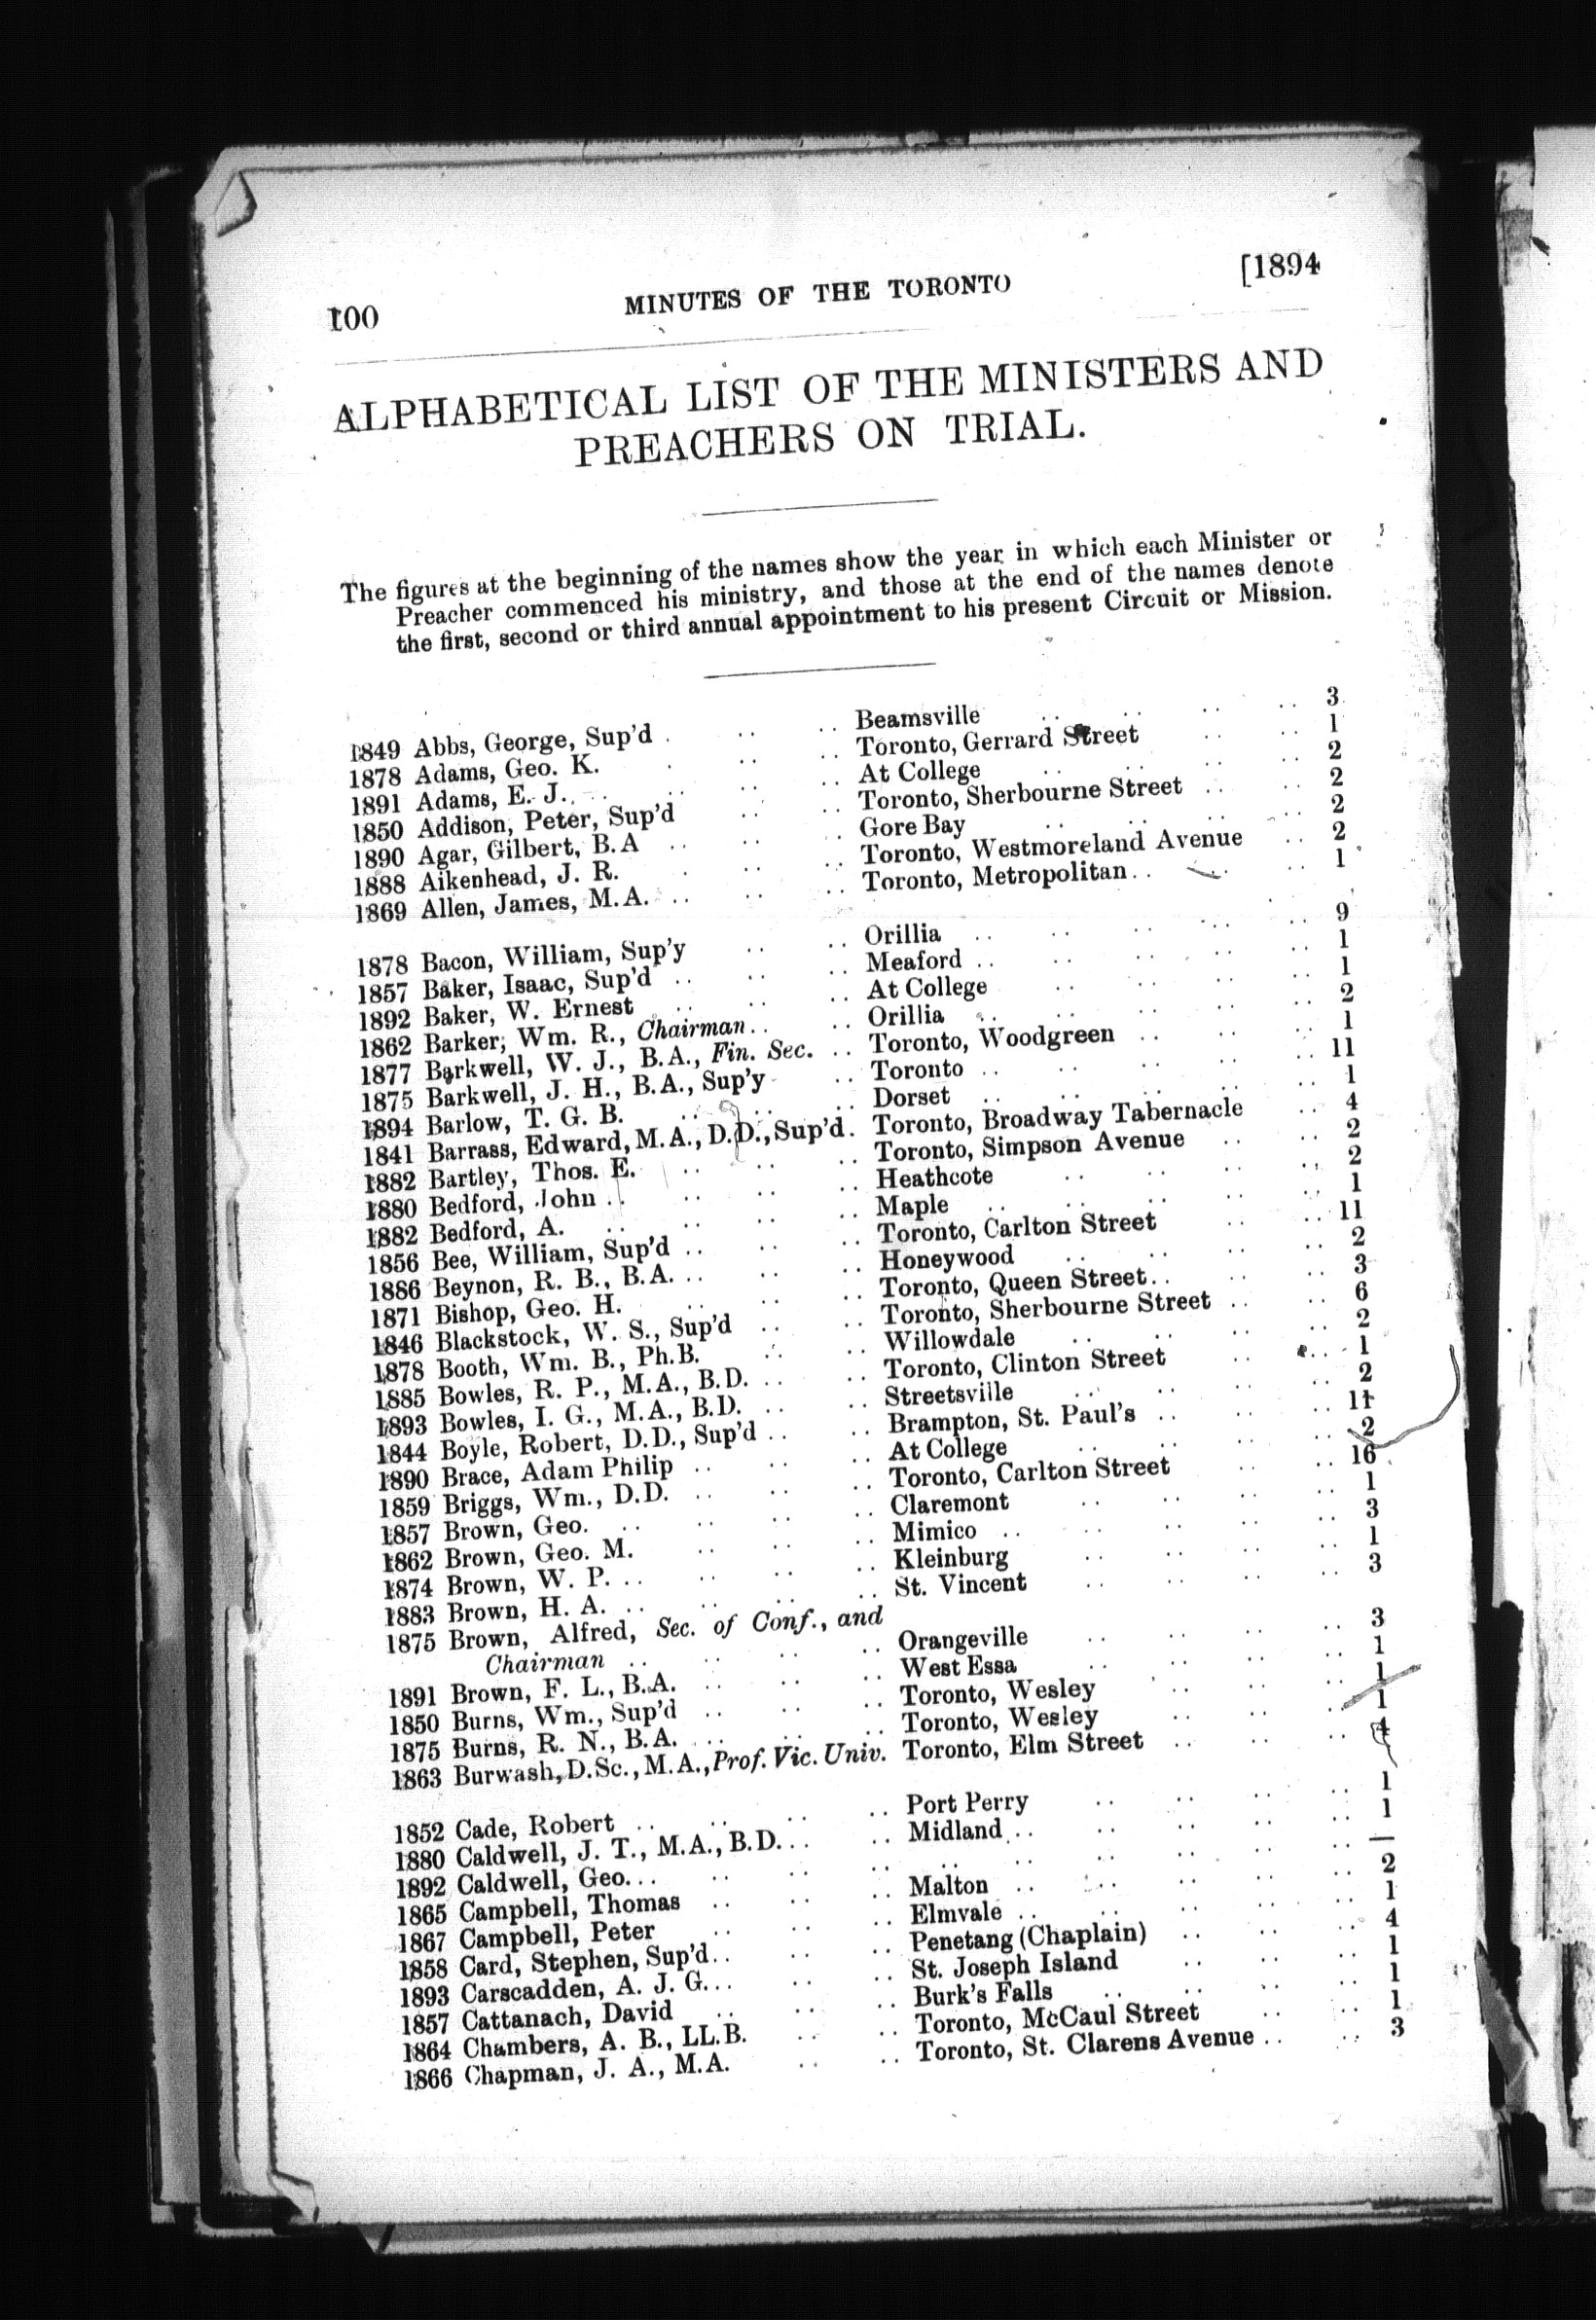 100 MINUTES OF THE TORONTO [1894
ALPHABETICAL LIST OF THE MINISTERS AND
PREACHERS ON TRIAL.
The figures at the beginning of the names show the year in which each Minister or
Preacher commenced his ministry, and those at the end of the names denote
the first, second or third annual appointment to his present Circuit or Mission.
1849 Abbs, George, Sup'd .. Beamsville .. 3
1878 Adams, Geo. K. .. Toronto, Gerrard Street .. 1
1891 Adams, E. J. .. At College .. 2
1850 Addison, Peter, Sup'd .. Toronto, Sherbourne Street .. 2
1890 Agar, Gilbert, B.A .. Gore Bay .. 2
1888 Aikenhead, J. R. .. Toronto, Westmoreland Avenue .. 2
1869 Allen, James, M.A. .. Toronto, Metropolitan .. 1
1878 Bacon, William, Sup'y .. Orillia .. 9
1857 Baker, Isaac, Sup'd .. Meaford .. 1
1892 Baker, W. Ernest .. At College .. 1
1862 Barker, Wm. R., Chairman .. Orillia .. 2
1877 Barkwell, W. J., B.A., Fin. Sec. .. Toronto, Woodgreen .. 1
1875 Barkwell, J. H., B.A., Sup'y .. Toronto .. 11
1894 Barlow, T. G. B. .. Dorset .. 1
1841 Barrass, Edward, M.A., D.D., Sup'd. Toronto, Broadway Tabernacle .. 4
1882 Bartley, Thos. E. .. Toronto, Simpson Avenue .. 2
1880 Bedford, John .. Heathcote .. 2
1882 Bedford, A. .. Maple .. 1
1856 Bee, William, Sup'd .. Toronto, Carlton Street .. 11
1886 Beynon, R. B., B.A. .. Honeywood .. 2
1871 Bishop, Geo. H. .. Toronto, Queen Street .. 3
1846 Blackstock, W. S., Sup'd .. Toronto, Sherbourne Street .. 6
1878 Booth, Wm. B., Ph.B. .. Willowdale .. 2
1885 Bowles, R. P., M.A., B.D. .. Toronto, Clinton Street .. 1
1893 Bowles, I. G., M.A., B.D. .. Streetsville .. 2
1844 Boyle, Robert, D.D., Sup'd .. Brampton, St. Paul's .. 11
1890 Brace, Adam Philip .. At College .. 2
1859 Briggs, Wm., D.D. .. Toronto, Carlton Street .. 16
1857 Brown, Geo. .. Claremont .. 1
1862 Brown, Geo. M. .. Mimico .. 3
1874 Brown, W. P. .. Kleinburg .. 1
1883 Brown, H. A. .. St. Vincent .. 3
1875 Brown, Alfred, Sec. of Conf., and
Chairman .. Orangeville .. 3
1891 Brown, F. L., B.A. .. West Essa .. 1
1850 Burns, Wm., Sup'd .. Toronto, Wesley .. 1
1875 Burns, R. N., B.A. .. Toronto, Wesley .. 1
1863 Burwash, D.Sc., M.A., Prof. Vic. Univ. Toronto, Elm Street .. 4
1852 Cade, Robert .. Port Perry .. 1
1880 Caldwell, J. T., M.A., B.D. .. Midland .. 1
1892 Caldwell, Geo. .. —
1865 Campbell, Thomas .. Malton .. 2
1867 Campbell, Peter .. Elmvale .. 1
1858 Card, Stephen, Sup'd .. Penetang (Chaplain) .. 4
1893 Carscadden, A. J. G. .. St. Joseph Island .. 1
1857 Cattanach, David .. Burk's Falls .. 1
1864 Chambers, A. B., LL.B. .. Toronto, McCaul Street .. 1
1866 Chapman, J. A., M.A. .. Toronto, St. Clarens Avenue .. 3